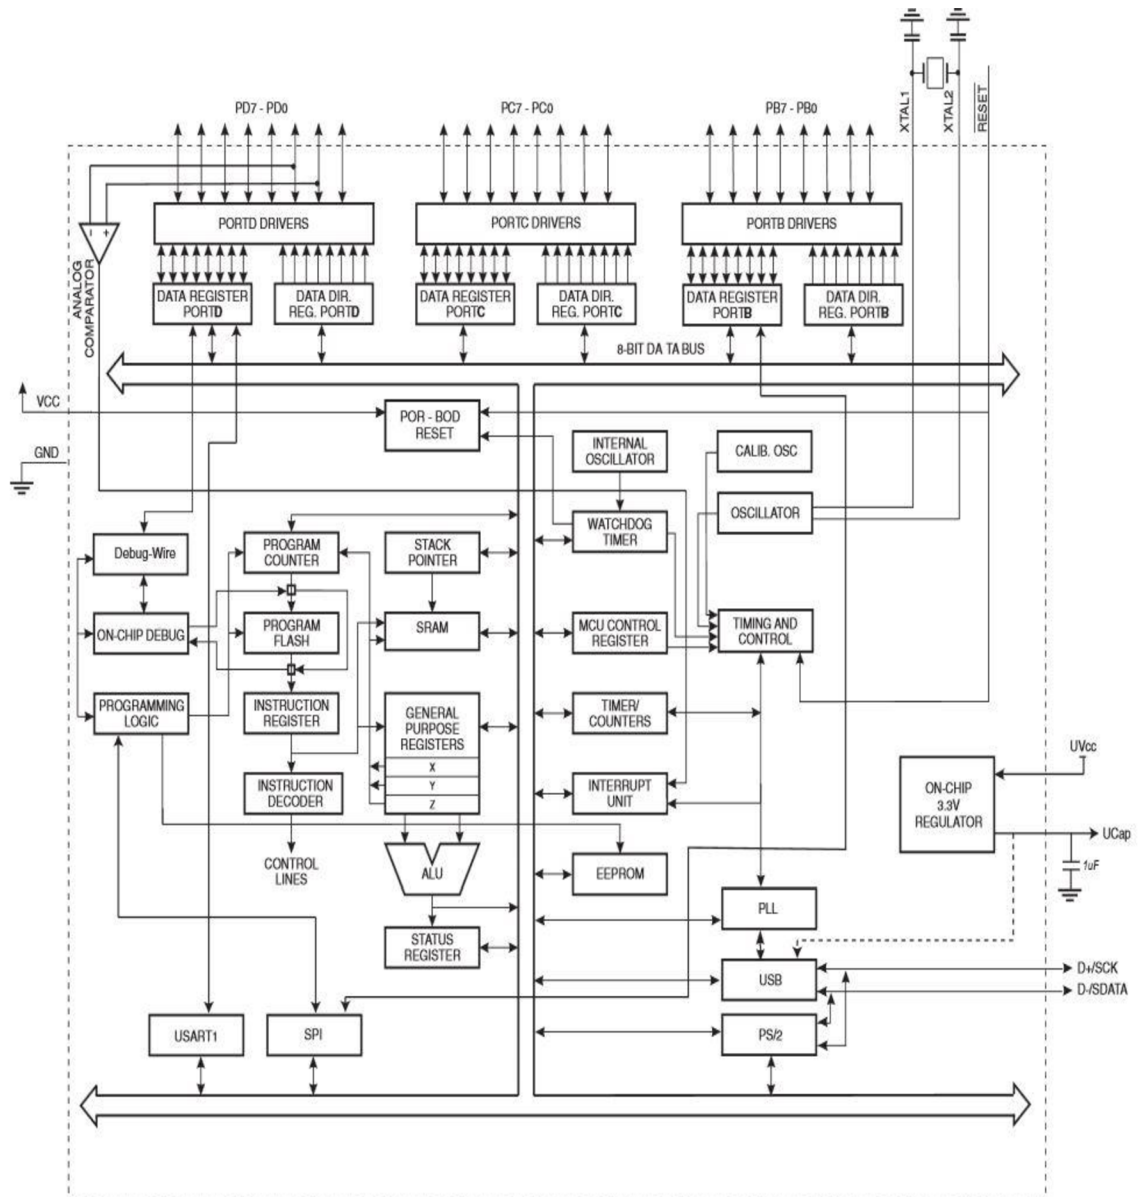 XTAL1
XTAL2
RESET
PD7 - PD0
PC7 - PC0
PB7 - PB0
PORTD DRIVERS
PORTC DRIVERS
PORTB DRIVERS
- +
ANALOG
COMPARATOR
DATA REGISTER
PORTD
DATA DIR.
REG. PORTD
DATA REGISTER
PORTC
DATA DIR.
REG. PORTC
DATA REGISTER
PORTB
DATA DIR.
REG. PORTB
8-BIT DA TA BUS
VCC
POR - BOD
RESET
GND
INTERNAL
OSCILLATOR
CALIB. OSC
OSCILLATOR
WATCHDOG
TIMER
Debug-Wire
PROGRAM
COUNTER
STACK
POINTER
ON-CHIP DEBUG
PROGRAM
FLASH
SRAM
MCU CONTROL
REGISTER
TIMING AND
CONTROL
PROGRAMMING
LOGIC
INSTRUCTION
REGISTER
GENERAL
PURPOSE
REGISTERS
X
Y
Z
TIMER/
COUNTERS
INSTRUCTION
DECODER
INTERRUPT
UNIT
UVcc
ON-CHIP
3.3V
REGULATOR
UCap
1uF
CONTROL
LINES
ALU
EEPROM
PLL
STATUS
REGISTER
USB
D+/SCK
D-/SDATA
USART1
SPI
PS/2